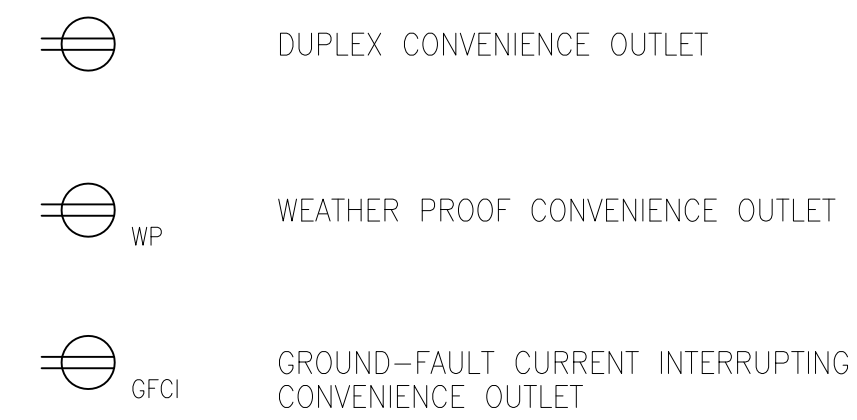 DUPLEX CONVENIENCE OUTLET
WP
WEATHER PROOF CONVENIENCE OUTLET
GFCI
GROUND-FAULT CURRENT INTERRUPTING
CONVENIENCE OUTLET